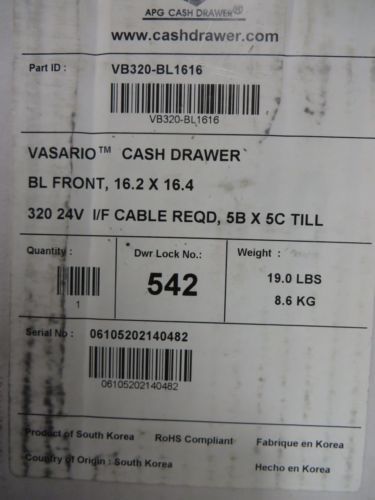 APG CASH DRAWER®
www.cashdrawer.com
Part ID : VB320-BL1616
VB320-BL1616
VASARIO™ CASH DRAWER
BL FRONT, 16.2 X 16.4
320 24V I/F CABLE REQD, 5B X 5C TILL
Quantity : Dwr Lock No.: Weight :
542 19.0 LBS
1 8.6 KG
Serial No : 06105202140482
06105202140482
Product of South Korea RoHS Compliant Fabrique en Korea
Country of Origin : South Korea Hecho en Korea